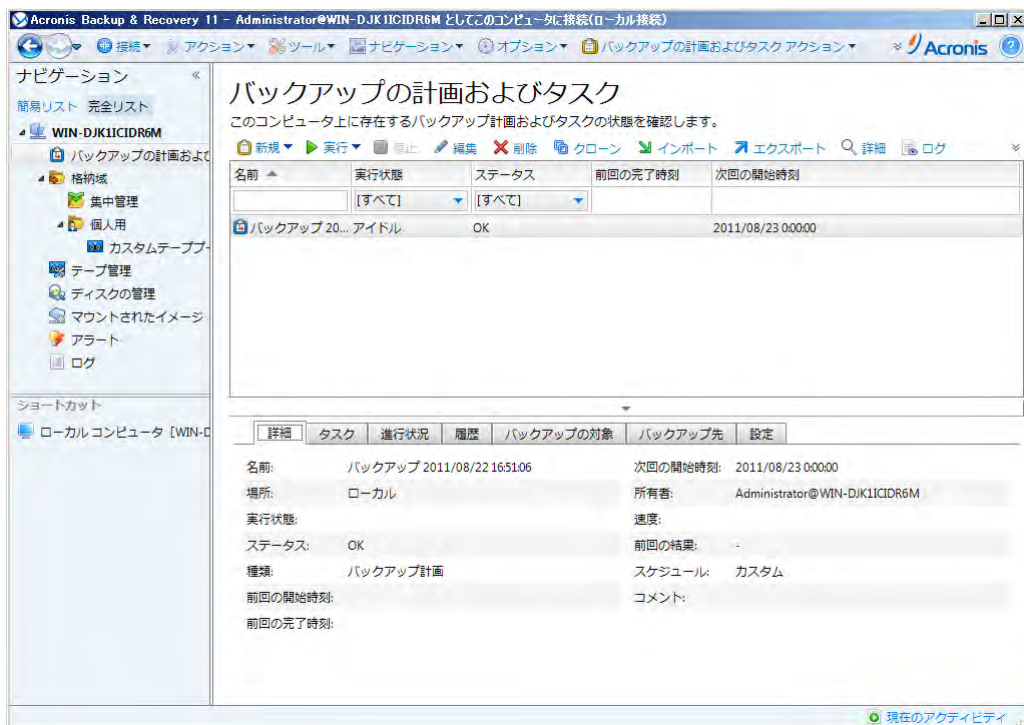 Acronis Backup & Recovery 11 - Administrator@WIN-DJK1ICIDR6M としてこのコンピュータに接続(ローカル接続)
接続 アクション ツール ナビゲーション オプション バックアップの計画およびタスク アクション Acronis
ナビゲーション
簡易リスト 完全リスト
WIN-DJK1ICIDR6M
バックアップの計画およて
格納域
集中管理
個人用
カスタムテーププー
テープ管理
ディスクの管理
マウントされたイメージ
アラート
ログ
ショートカット
ローカル コンピュータ [WIN-D
バックアップの計画およびタスク
このコンピュータ上に存在するバックアップ計画およびタスクの状態を確認します。
新規 実行 停止 編集 削除 クローン インポート エクスポート 詳細 ログ
名前 実行状態 ステータス 前回の完了時刻 次回の開始時刻
[すべて] [すべて]
バックアップ 20... アイドル OK 2011/08/23 0:00:00
詳細 タスク 進行状況 履歴 バックアップの対象 バックアップ先 設定
名前: バックアップ 2011/08/22 16:51:06 次回の開始時刻: 2011/08/23 0:00:00
場所: ローカル 所有者: Administrator@WIN-DJK1ICIDR6M
実行状態: 速度:
ステータス: OK 前回の結果: -
種類: バックアップ計画 スケジュール: カスタム
前回の開始時刻: コメント:
前回の完了時刻:
現在のアクティビティ